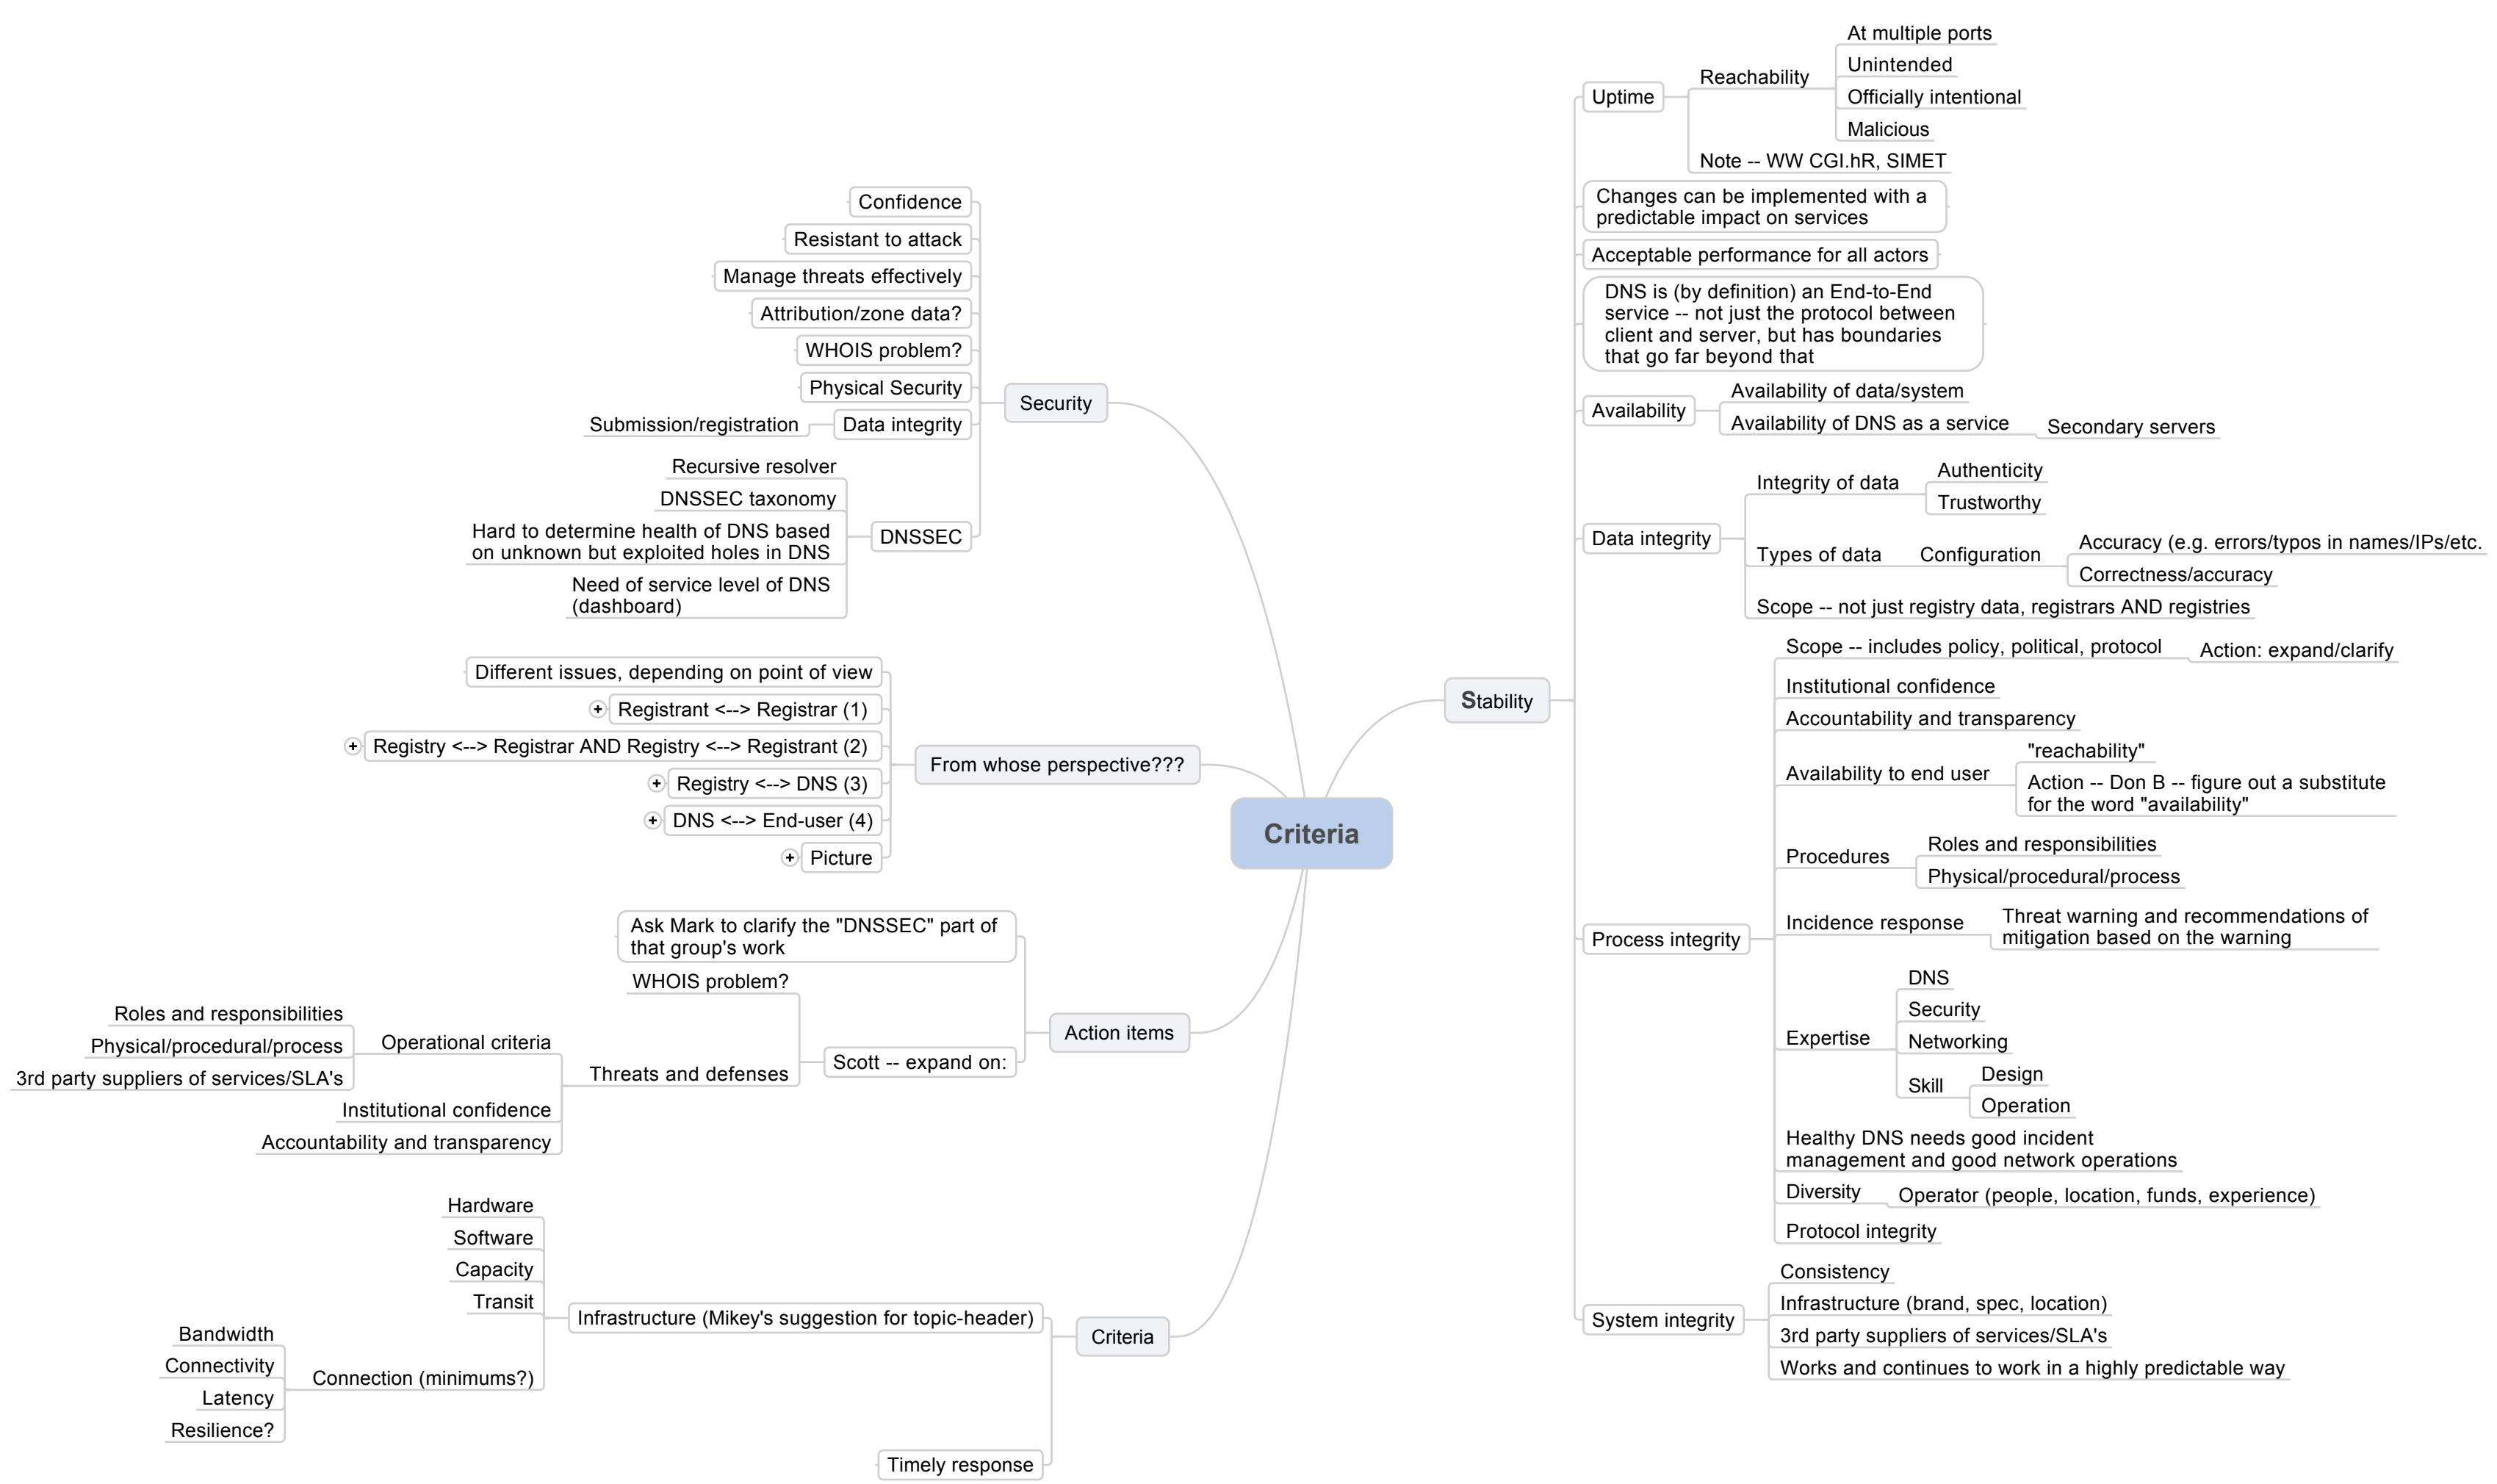 Criteria
Security
Confidence
Resistant to attack
Manage threats effectively
Attribution/zone data?
WHOIS problem?
Physical Security
Data integrity
Submission/registration
DNSSEC
Recursive resolver
DNSSEC taxonomy
Hard to determine health of DNS based
on unknown but exploited holes in DNS
Need of service level of DNS
(dashboard)
From whose perspective???
Different issues, depending on point of view
Registrant <--> Registrar (1)
Registry <--> Registrar AND Registry <--> Registrant (2)
Registry <--> DNS (3)
DNS <--> End-user (4)
Picture
Action items
Ask Mark to clarify the "DNSSEC" part of
that group's work
Scott -- expand on:
WHOIS problem?
Threats and defenses
Operational criteria
Roles and responsibilities
Physical/procedural/process
3rd party suppliers of services/SLA's
Institutional confidence
Accountability and transparency
Criteria
Infrastructure (Mikey's suggestion for topic-header)
Hardware
Software
Capacity
Transit
Connection (minimums?)
Bandwidth
Connectivity
Latency
Resilience?
Timely response
Stability
Uptime
Reachability
At multiple ports
Unintended
Officially intentional
Malicious
Note -- WW CGI.hR, SIMET
Changes can be implemented with a
predictable impact on services
Acceptable performance for all actors
DNS is (by definition) an End-to-End
service -- not just the protocol between
client and server, but has boundaries
that go far beyond that
Availability
Availability of data/system
Availability of DNS as a service
Secondary servers
Data integrity
Integrity of data
Authenticity
Trustworthy
Types of data
Configuration
Accuracy (e.g. errors/typos in names/IPs/etc.
Correctness/accuracy
Scope -- not just registry data, registrars AND registries
Process integrity
Scope -- includes policy, political, protocol
Action: expand/clarify
Institutional confidence
Accountability and transparency
Availability to end user
"reachability"
Action -- Don B -- figure out a substitute
for the word "availability"
Procedures
Roles and responsibilities
Physical/procedural/process
Incidence response
Threat warning and recommendations of
mitigation based on the warning
Expertise
DNS
Security
Networking
Skill
Design
Operation
Healthy DNS needs good incident
management and good network operations
Diversity
Operator (people, location, funds, experience)
Protocol integrity
System integrity
Consistency
Infrastructure (brand, spec, location)
3rd party suppliers of services/SLA's
Works and continues to work in a highly predictable way